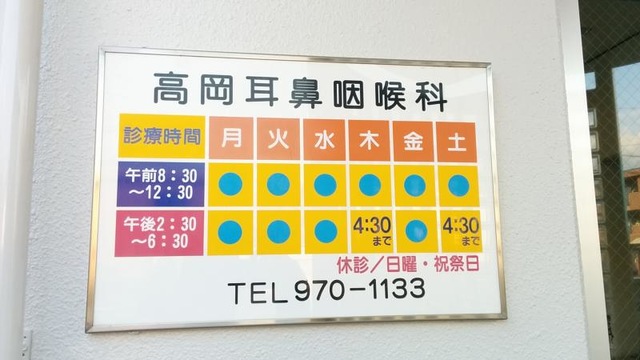 高岡耳鼻咽喉科
診療時間 月 火 水 木 金 土
午前8:30
～12:30
午後2:30 4:30 4:30
～6:30 まで まで
休診/日曜・祝祭日
TEL 970-1133